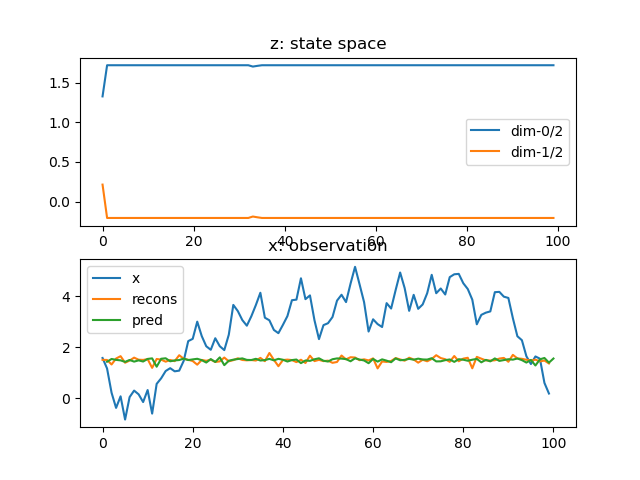 z: state space
1.5
1.0
0.5
0.0
dim-0/2
dim-1/2
0 20 40 60 80 100
x: observation
4
2
0
x
recons
pred
0 20 40 60 80 100